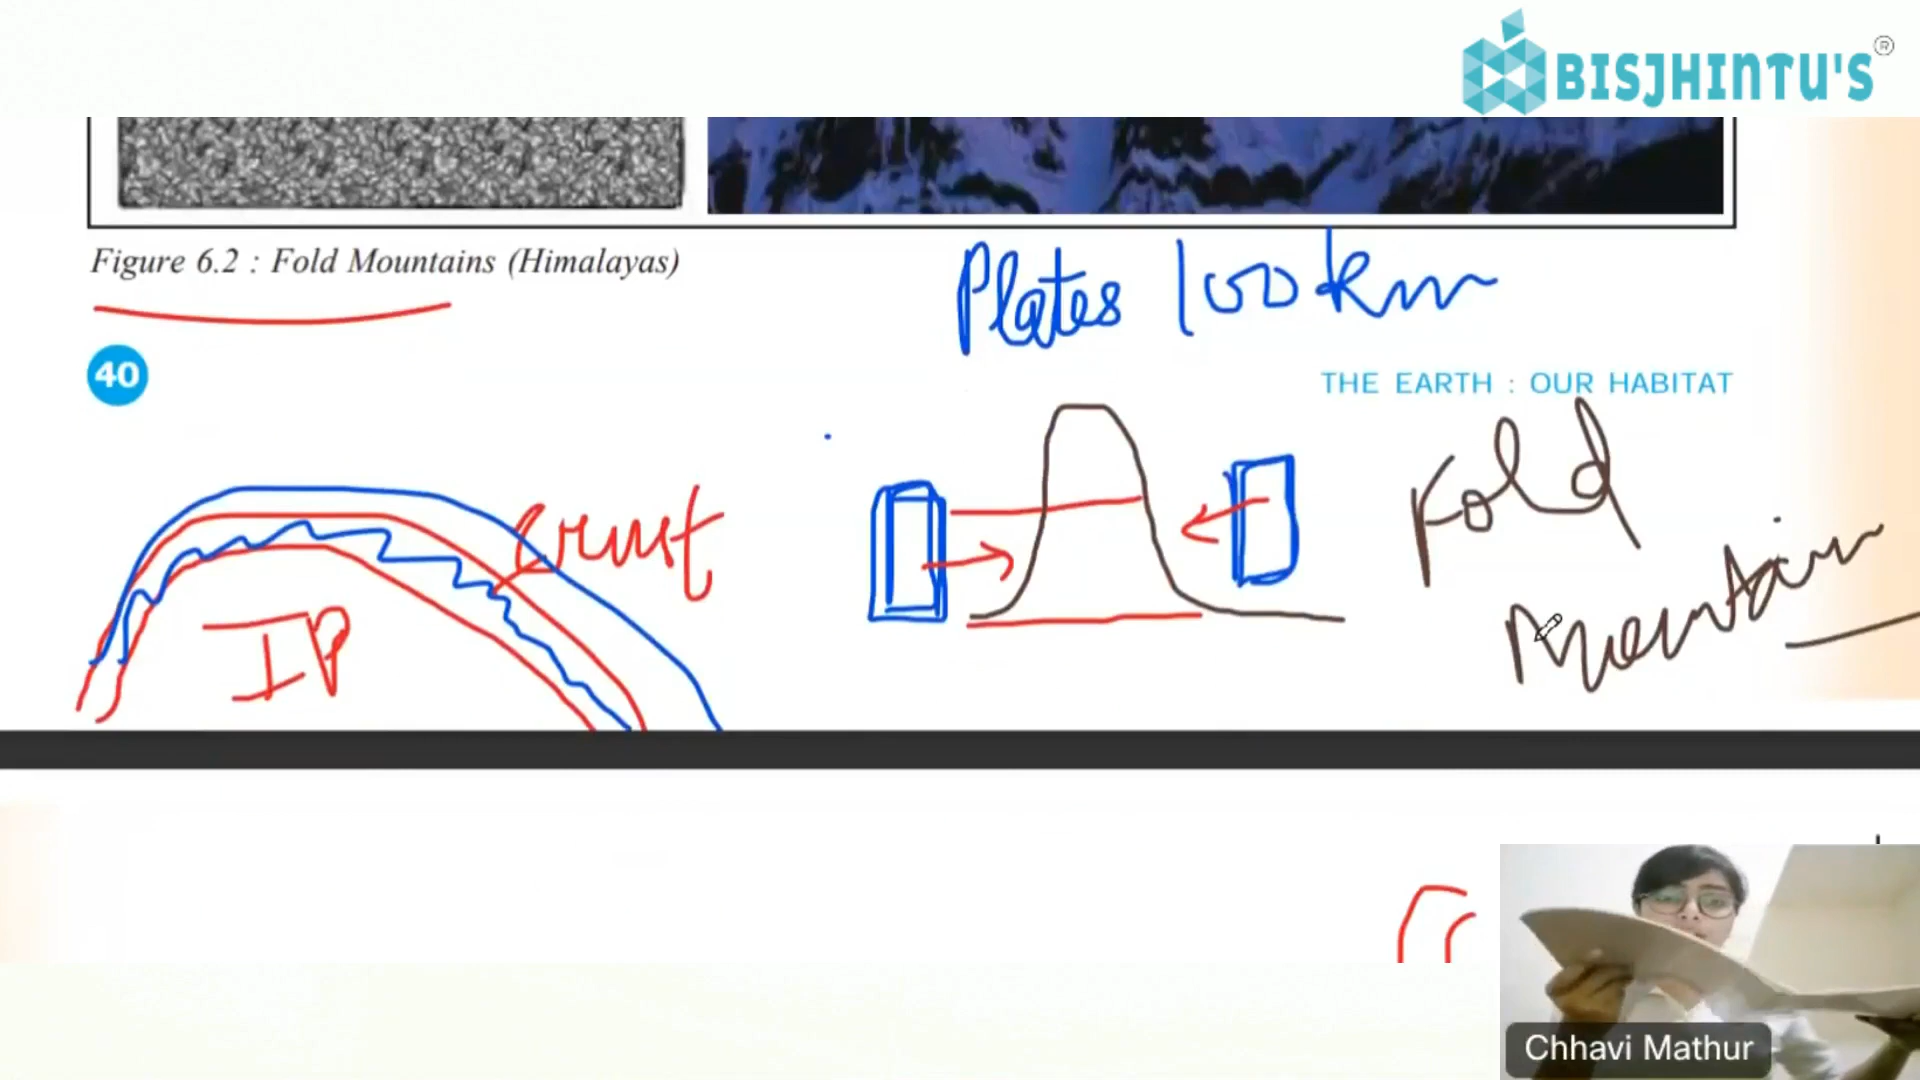 BISJHINTU'S®
Figure 6.2 : Fold Mountains (Himalayas)
Plates 100km
40
THE EARTH : OUR HABITAT
Crust
Fold
Mountain
IP
Chhavi Mathur